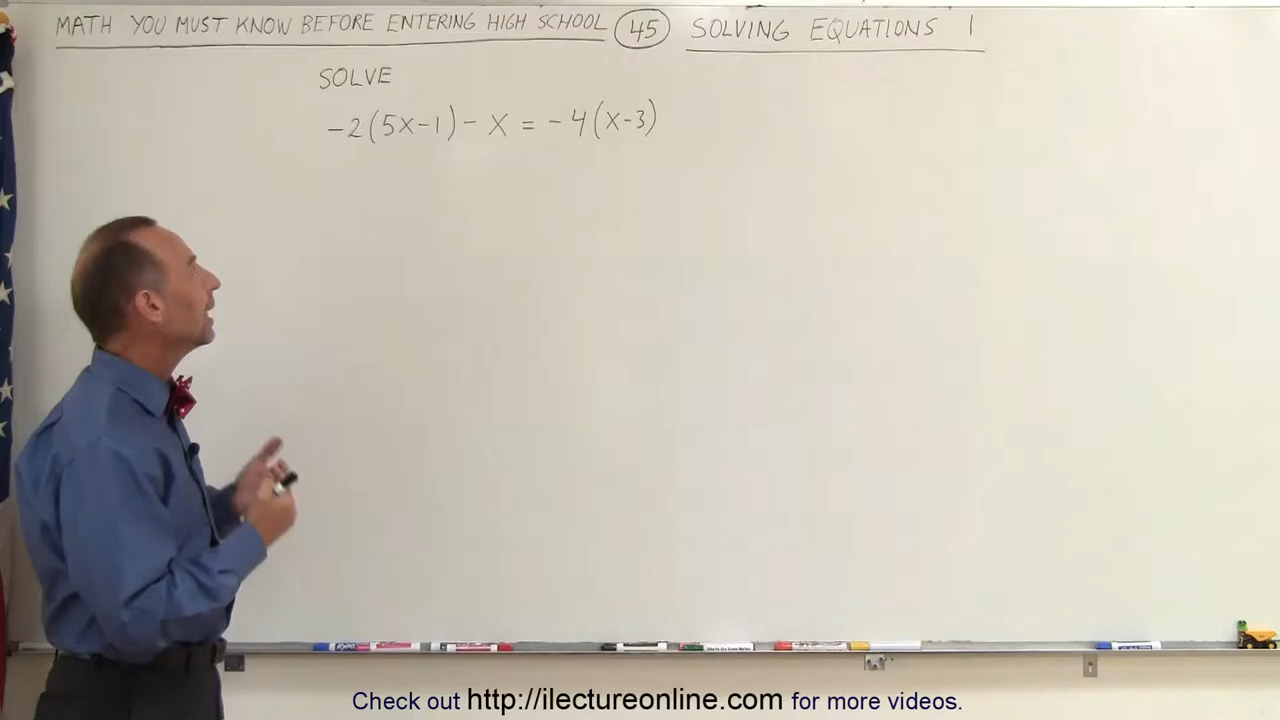 MATH YOU MUST KNOW BEFORE ENTERING HIGH SCHOOL 45 SOLVING EQUATIONS 1
SOLVE
-2(5X-1) - X = -4(X-3)
Check out http://ilectureonline.com for more videos.